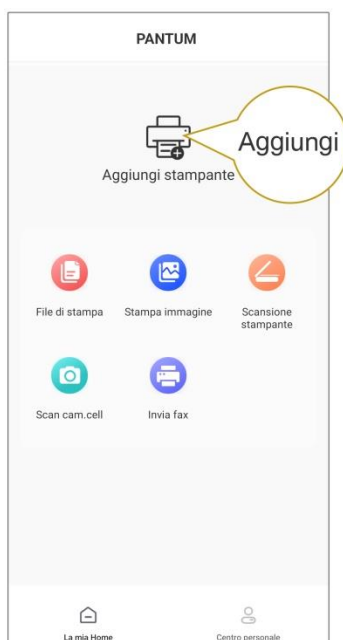 PANTUM
Aggiungi
Aggiungi stampante
File di stampa
Stampa immagine
Scansione
stampante
Scan cam.cell
Invia fax
La mia Home
Centro personale